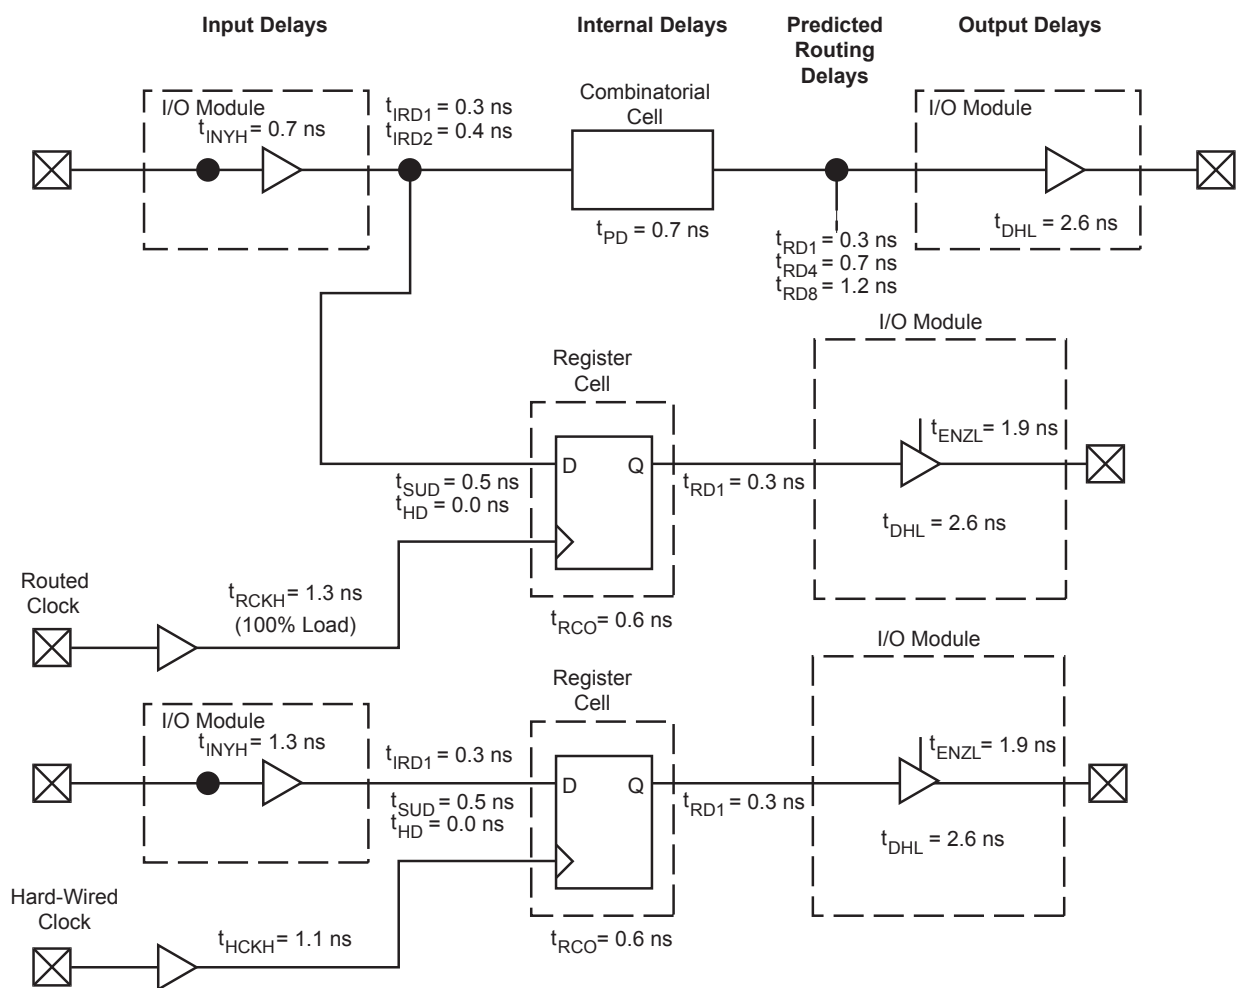 Input Delays
Internal Delays
Predicted
Routing
Delays
Output Delays
I/O Module
tINYH = 0.7 ns
tIRD1 = 0.3 ns
tIRD2 = 0.4 ns
Combinatorial
Cell
tPD = 0.7 ns
I/O Module
tDHL = 2.6 ns
tRD1 = 0.3 ns
tRD4 = 0.7 ns
tRD8 = 1.2 ns
I/O Module
Register
Cell
tENZL = 1.9 ns
D
Q
tSUD = 0.5 ns
tHD = 0.0 ns
tRD1 = 0.3 ns
tDHL = 2.6 ns
Routed
Clock
tRCKH = 1.3 ns
(100% Load)
tRCO = 0.6 ns
I/O Module
Register
Cell
I/O Module
tINYH = 1.3 ns
tIRD1 = 0.3 ns
tENZL = 1.9 ns
D
Q
tSUD = 0.5 ns
tHD = 0.0 ns
tRD1 = 0.3 ns
tDHL = 2.6 ns
Hard-Wired
Clock
tHCKH = 1.1 ns
tRCO = 0.6 ns